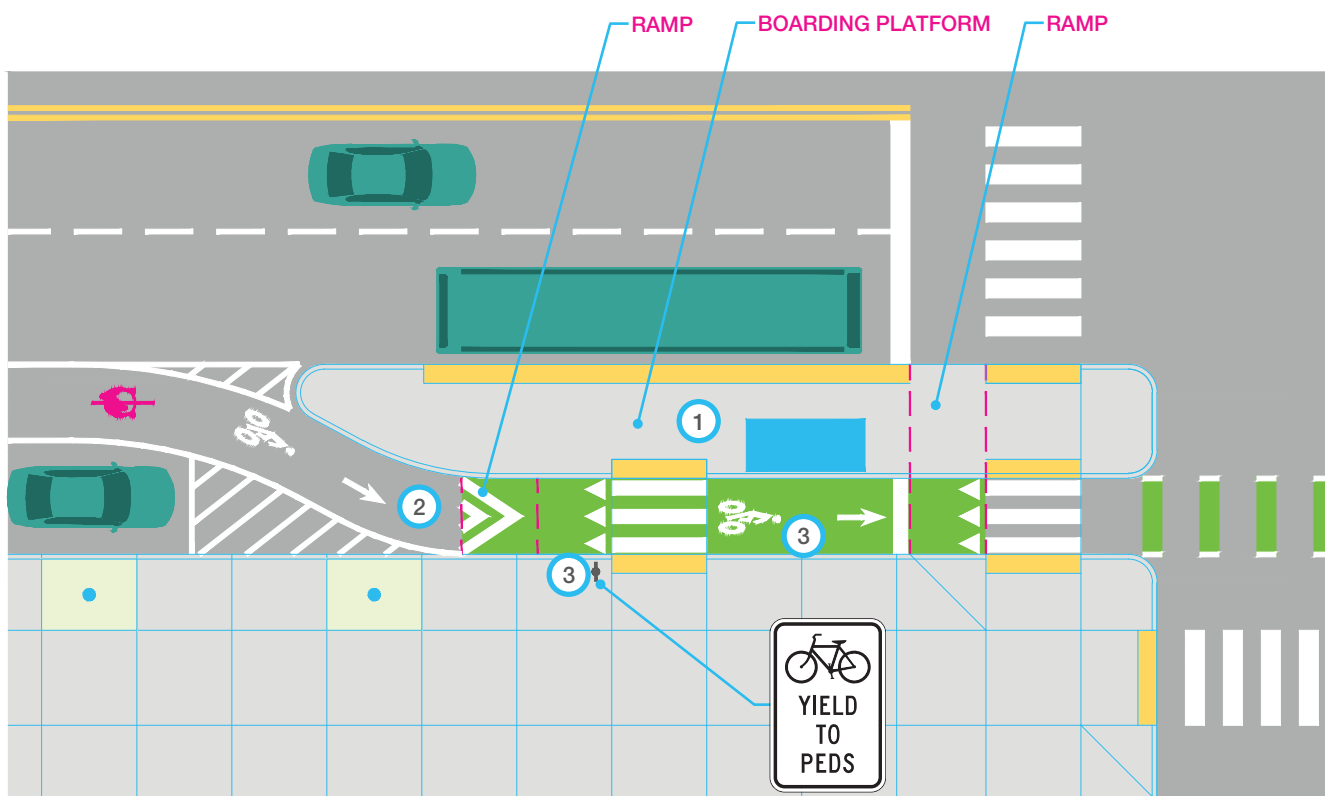 RAMP
BOARDING PLATFORM
RAMP
1
2
3
3
YIELD
TO
PEDS